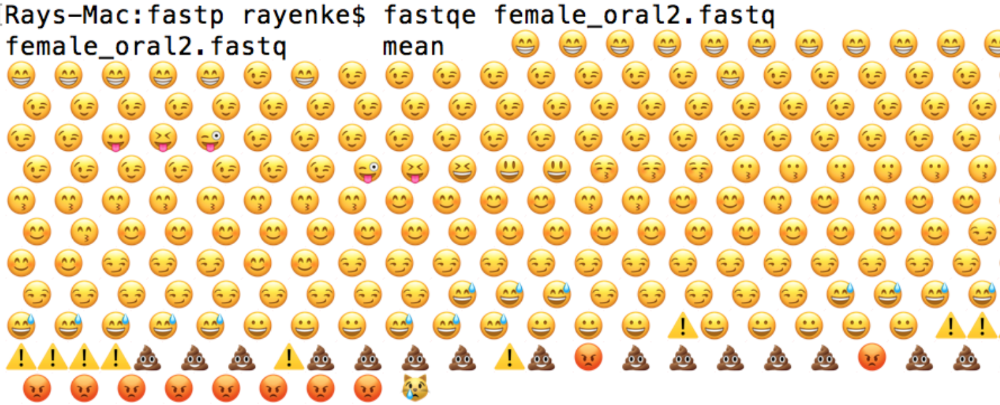 Rays-Mac:fastp rayenke$ fastqe female_oral2.fastq
female_oral2.fastq mean